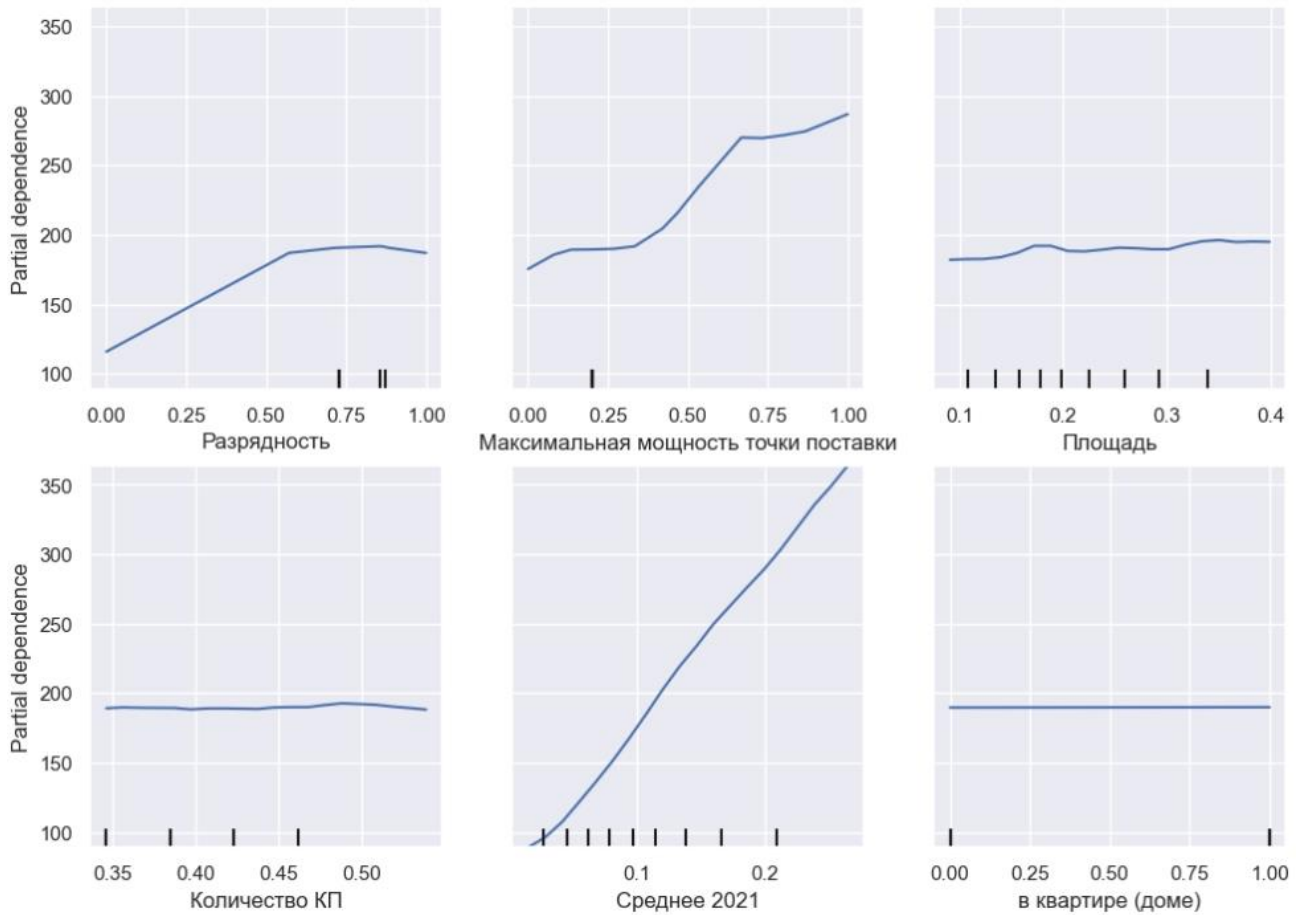 350
300
250
200
150
100
Partial dependence
0.00 0.25 0.50 0.75 1.00
Разрядность
0.00 0.25 0.50 0.75 1.00
Максимальная мощность точки поставки
0.1 0.2 0.3 0.4
Площадь
350
300
250
200
150
100
Partial dependence
0.35 0.40 0.45 0.50
Количество КП
0.1 0.2
Среднее 2021
0.00 0.25 0.50 0.75 1.00
в квартире (доме)